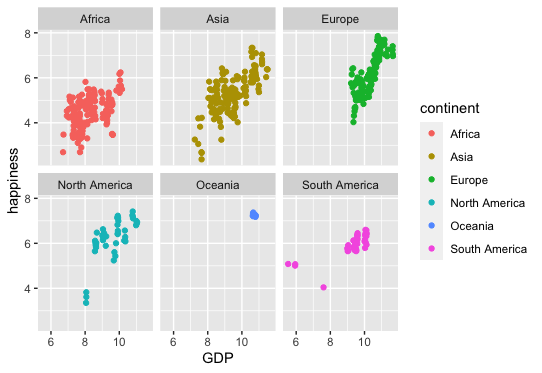 Africa
Asia
Europe
8
6
4
North America
Oceania
South America
8
6
4
6
8
10
6
8
10
6
8
10
happiness
GDP
continent
Africa
Asia
Europe
North America
Oceania
South America